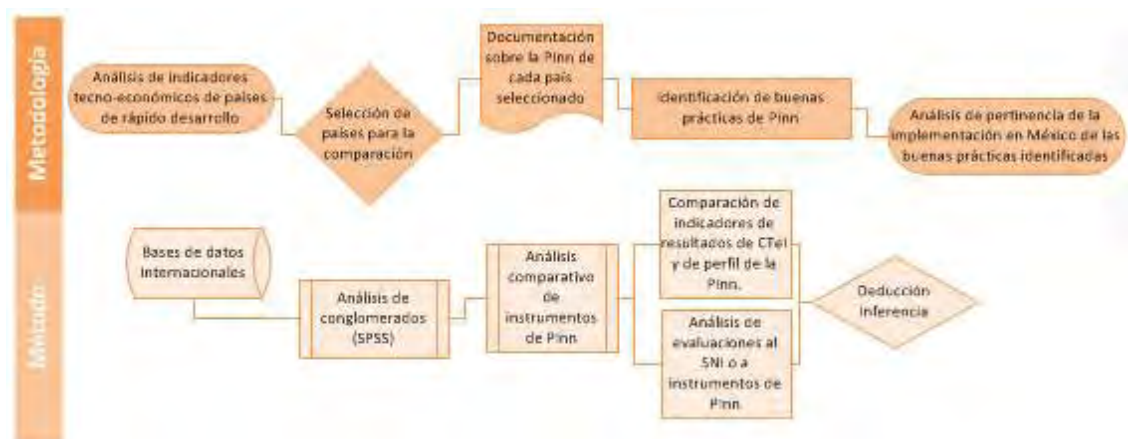 Metodología
Análisis de indicadores
tecno-económicos de países
de rápido desarrollo
Selección de
países para la
comparación
Documentación
sobre la Pinn de
cada país
seleccionado
Identificación de buenas
prácticas de Pinn
Análisis de pertinencia de la
implementación en México de las
buenas prácticas identificadas
Método
Bases de datos
Internacionales
Análisis de
conglomerados
(SPSS)
Análisis
comparativo
de
instrumentos
de Pinn
Comparación de
indicadores de
resultados de CTeI
y de perfil de la
Pinn.
Análisis de
evaluaciones al
SNI o a
instrumentos de
Pinn.
Deducción
Inferencia